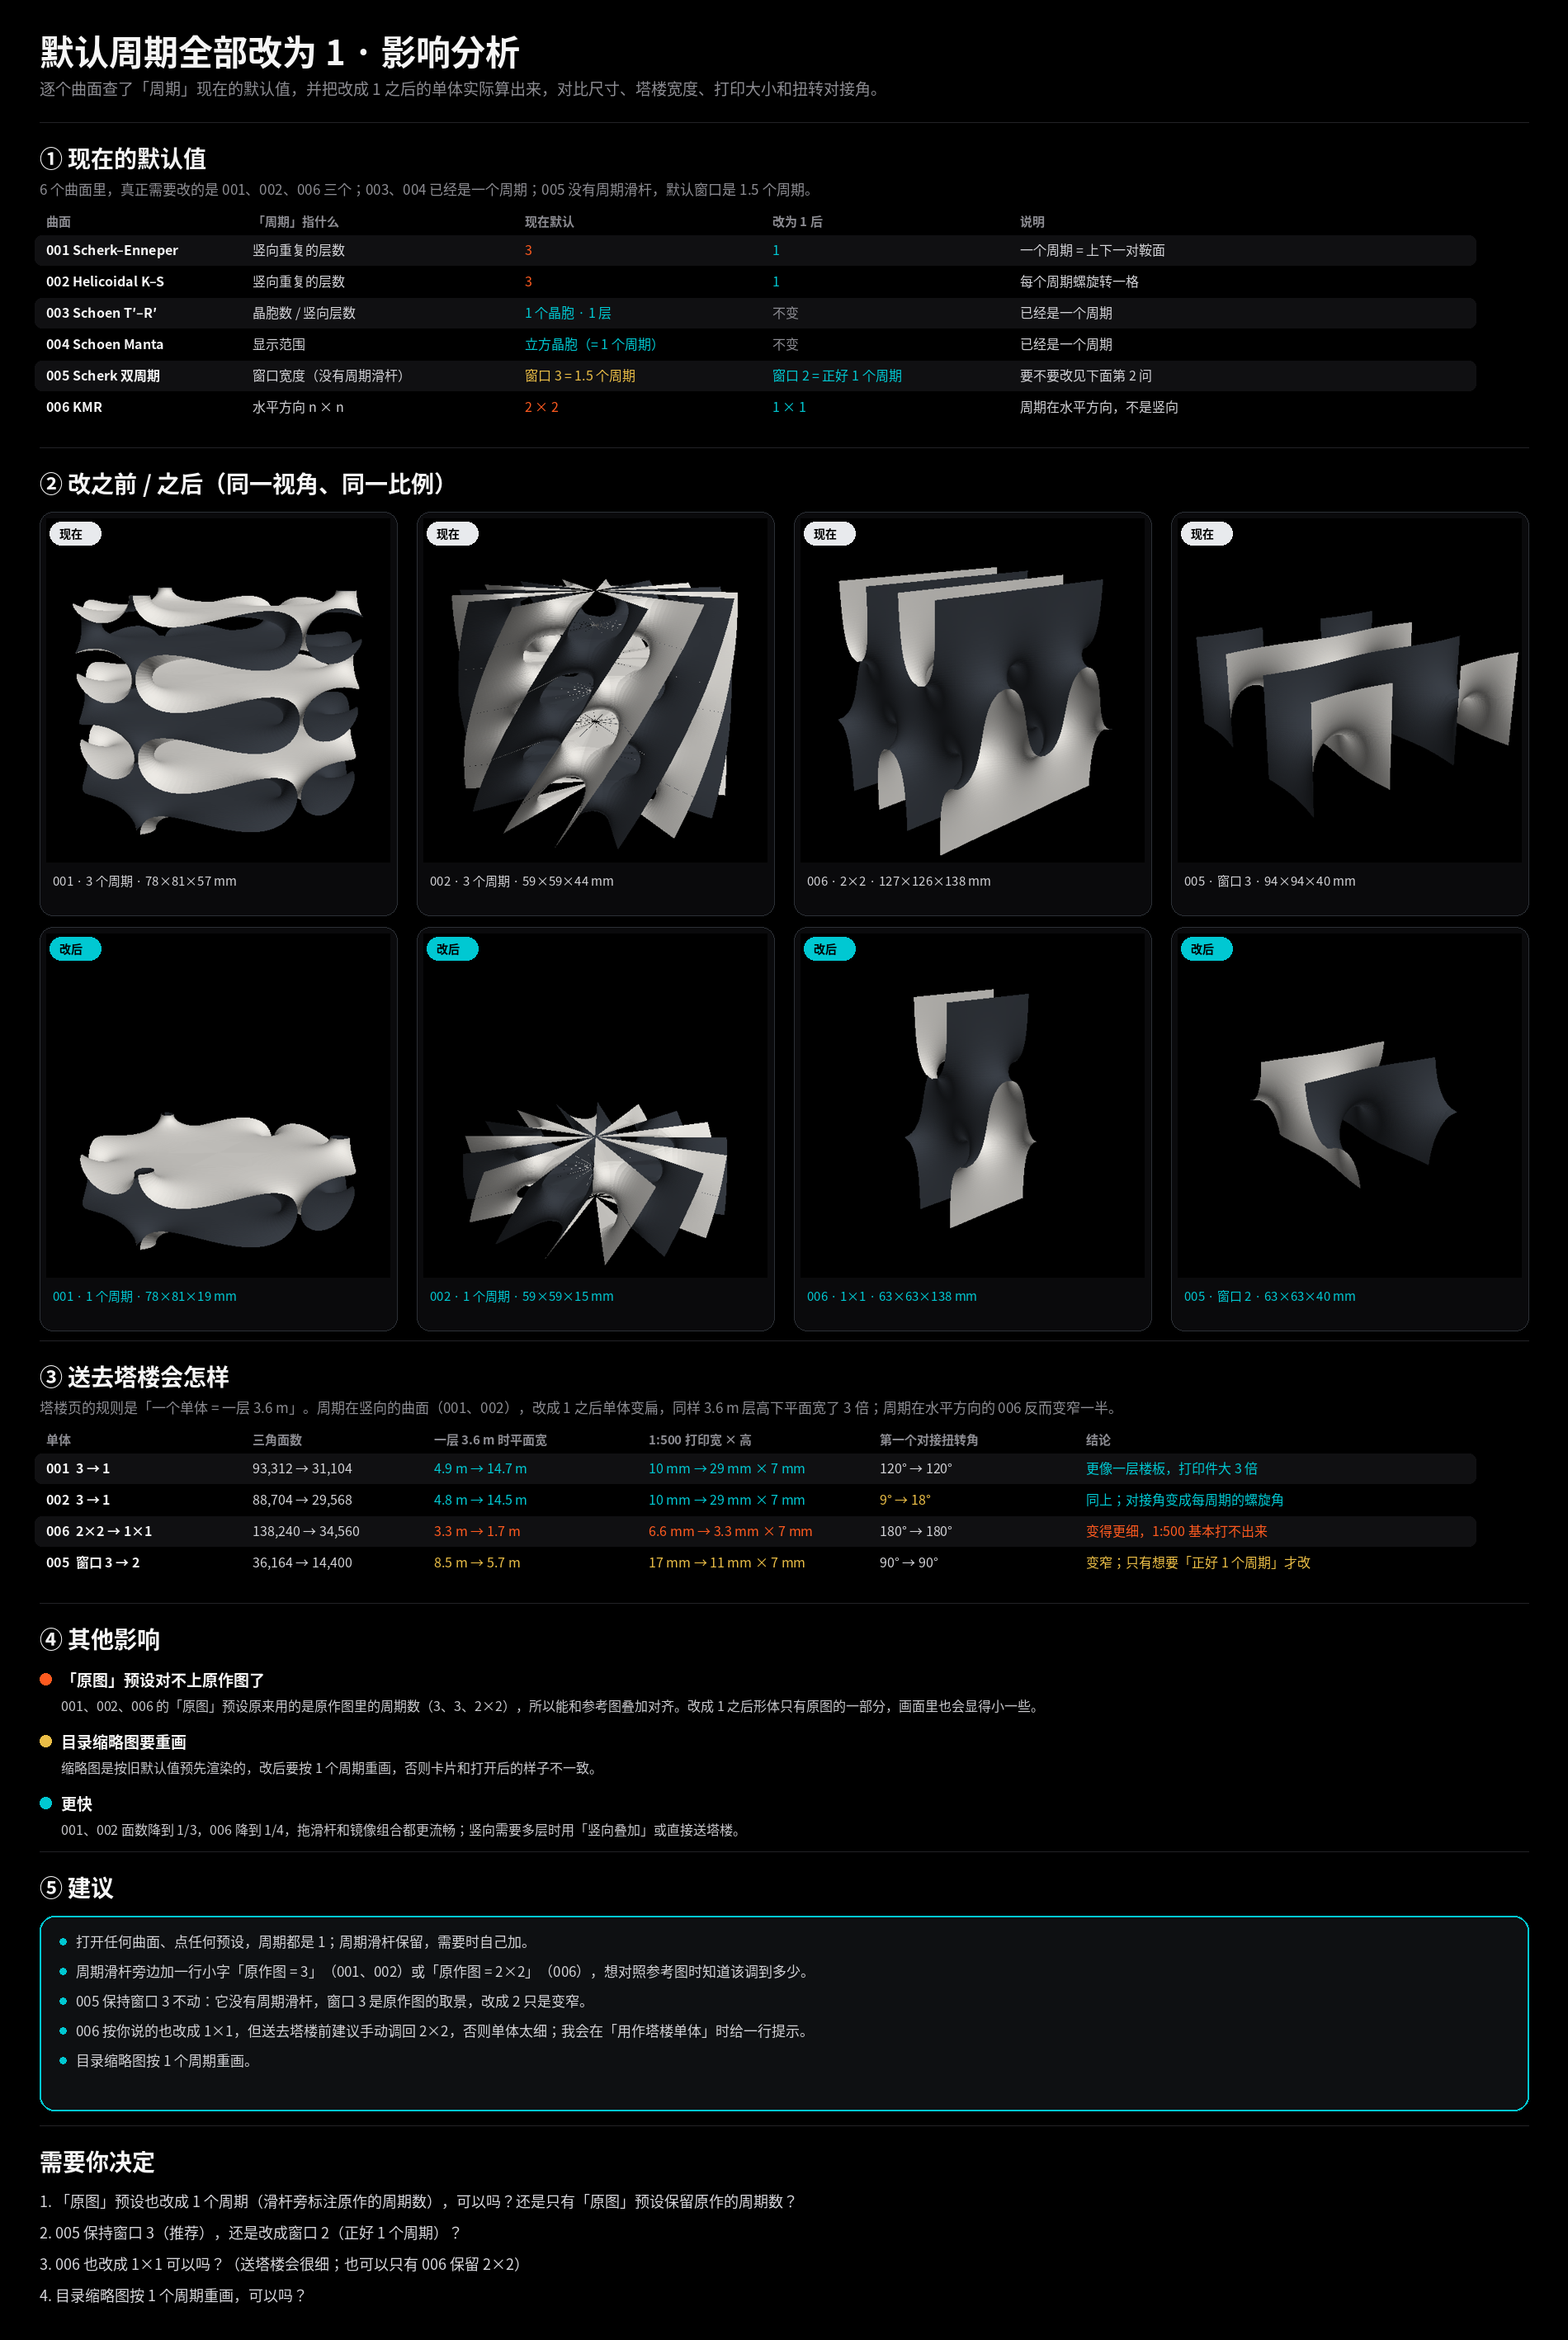 默认周期全部改为 1 · 影响分析
逐个曲面查了「周期」现在的默认值，并把改成 1 之后的单体实际算出来，对比尺寸、塔楼宽度、打印大小和扭转对接角。
① 现在的默认值
6 个曲面里，真正需要改的是 001、002、006 三个；003、004 已经是一个周期；005 没有周期滑杆，默认窗口是 1.5 个周期。
曲面 「周期」指什么 现在默认 改为 1 后 说明
001 Scherk–Enneper 竖向重复的层数 3 1 一个周期 = 上下一对鞍面
002 Helicoidal K–S 竖向重复的层数 3 1 每个周期螺旋转一格
003 Schoen T′–R′ 晶胞数 / 竖向层数 1 个晶胞 · 1 层 不变 已经是一个周期
004 Schoen Manta 显示范围 立方晶胞（= 1 个周期） 不变 已经是一个周期
005 Scherk 双周期 窗口宽度（没有周期滑杆） 窗口 3 = 1.5 个周期 窗口 2 = 正好 1 个周期 要不要改见下面第 2 问
006 KMR 水平方向 n × n 2 × 2 1 × 1 周期在水平方向，不是竖向
② 改之前 / 之后（同一视角、同一比例）
现在 现在 现在 现在
001 · 3 个周期 · 78×81×57 mm 002 · 3 个周期 · 59×59×44 mm 006 · 2×2 · 127×126×138 mm 005 · 窗口 3 · 94×94×40 mm
改后 改后 改后 改后
001 · 1 个周期 · 78×81×19 mm 002 · 1 个周期 · 59×59×15 mm 006 · 1×1 · 63×63×138 mm 005 · 窗口 2 · 63×63×40 mm
③ 送去塔楼会怎样
塔楼页的规则是「一个单体 = 一层 3.6 m」。周期在竖向的曲面（001、002），改成 1 之后单体变扁，同样 3.6 m 层高下平面宽了 3 倍；周期在水平方向的 006 反而变窄一半。
单体 三角面数 一层 3.6 m 时平面宽 1:500 打印宽 × 高 第一个对接扭转角 结论
001 3 → 1 93,312 → 31,104 4.9 m → 14.7 m 10 mm → 29 mm × 7 mm 120° → 120° 更像一层楼板，打印件大 3 倍
002 3 → 1 88,704 → 29,568 4.8 m → 14.5 m 10 mm → 29 mm × 7 mm 9° → 18° 同上；对接角变成每周期的螺旋角
006 2×2 → 1×1 138,240 → 34,560 3.3 m → 1.7 m 6.6 mm → 3.3 mm × 7 mm 180° → 180° 变得更细，1:500 基本打不出来
005 窗口 3 → 2 36,164 → 14,400 8.5 m → 5.7 m 17 mm → 11 mm × 7 mm 90° → 90° 变窄；只有想要「正好 1 个周期」才改
④ 其他影响
「原图」预设对不上原作图了
001、002、006 的「原图」预设原来用的是原作图里的周期数（3、3、2×2），所以能和参考图叠加对齐。改成 1 之后形体只有原图的一部分，画面里也会显得小一些。
目录缩略图要重画
缩略图是按旧默认值预先渲染的，改后要按 1 个周期重画，否则卡片和打开后的样子不一致。
更快
001、002 面数降到 1/3，006 降到 1/4，拖滑杆和镜像组合都更流畅；竖向需要多层时用「竖向叠加」或直接送塔楼。
⑤ 建议
打开任何曲面、点任何预设，周期都是 1；周期滑杆保留，需要时自己加。
周期滑杆旁边加一行小字「原作图 = 3」（001、002）或「原作图 = 2×2」（006），想对照参考图时知道该调到多少。
005 保持窗口 3 不动：它没有周期滑杆，窗口 3 是原作图的取景，改成 2 只是变窄。
006 按你说的也改成 1×1，但送去塔楼前建议手动调回 2×2，否则单体太细；我会在「用作塔楼单体」时给一行提示。
目录缩略图按 1 个周期重画。
需要你决定
1. 「原图」预设也改成 1 个周期（滑杆旁标注原作的周期数），可以吗？还是只有「原图」预设保留原作的周期数？
2. 005 保持窗口 3（推荐），还是改成窗口 2（正好 1 个周期）？
3. 006 也改成 1×1 可以吗？（送塔楼会很细；也可以只有 006 保留 2×2）
4. 目录缩略图按 1 个周期重画，可以吗？